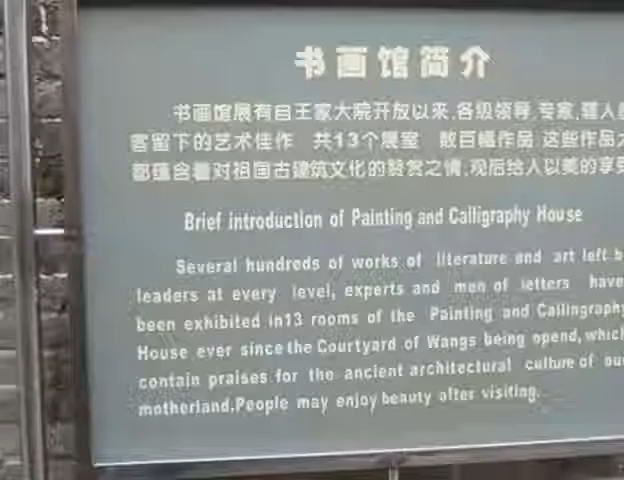 书画馆简介
书画馆展有自王家大院开放以来,各级领导,专家,雅人
客留下的艺术佳作 共13个展室 数百幅作品,这些作品
都蕴含着对祖国古建筑文化的赞赏之情,观后给人以美的享受
Brief introduction of Painting and Calligraphy House
Several hundreds of works of literature and art left
leaders at every level, experts and men of letters have
been exhibited in13 rooms of the Painting and Callingraphy
House ever since the Courtyard of Wangs being opend, which
contain praises for the ancient architectural culture of
motherland.People may enjoy beauty after visiting.